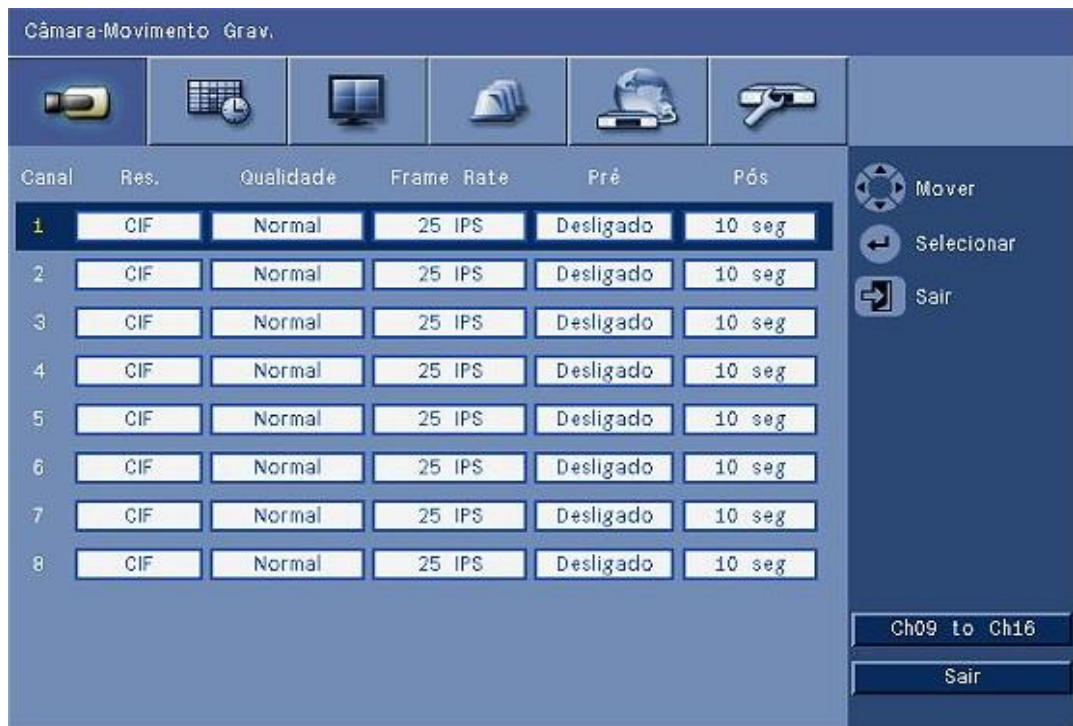 Câmara-Movimento Grav.
Canal Res. Qualidade Frame Rate Pré Pós
1 CIF Normal 25 IPS Desligado 10 seg
2 CIF Normal 25 IPS Desligado 10 seg
3 CIF Normal 25 IPS Desligado 10 seg
4 CIF Normal 25 IPS Desligado 10 seg
5 CIF Normal 25 IPS Desligado 10 seg
6 CIF Normal 25 IPS Desligado 10 seg
7 CIF Normal 25 IPS Desligado 10 seg
8 CIF Normal 25 IPS Desligado 10 seg
Mover
Selecionar
Sair
Ch09 to Ch16
Sair